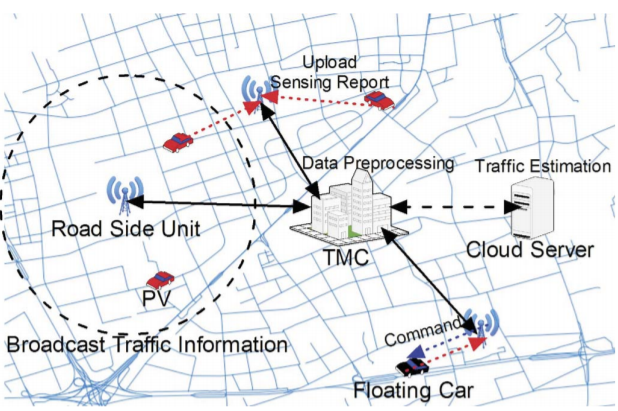 Upload
Sensing Report
Data Preprocessing
Traffic Estimation
Road Side Unit
TMC
Cloud Server
PV
Broadcast Traffic Information
Command
Floating Car